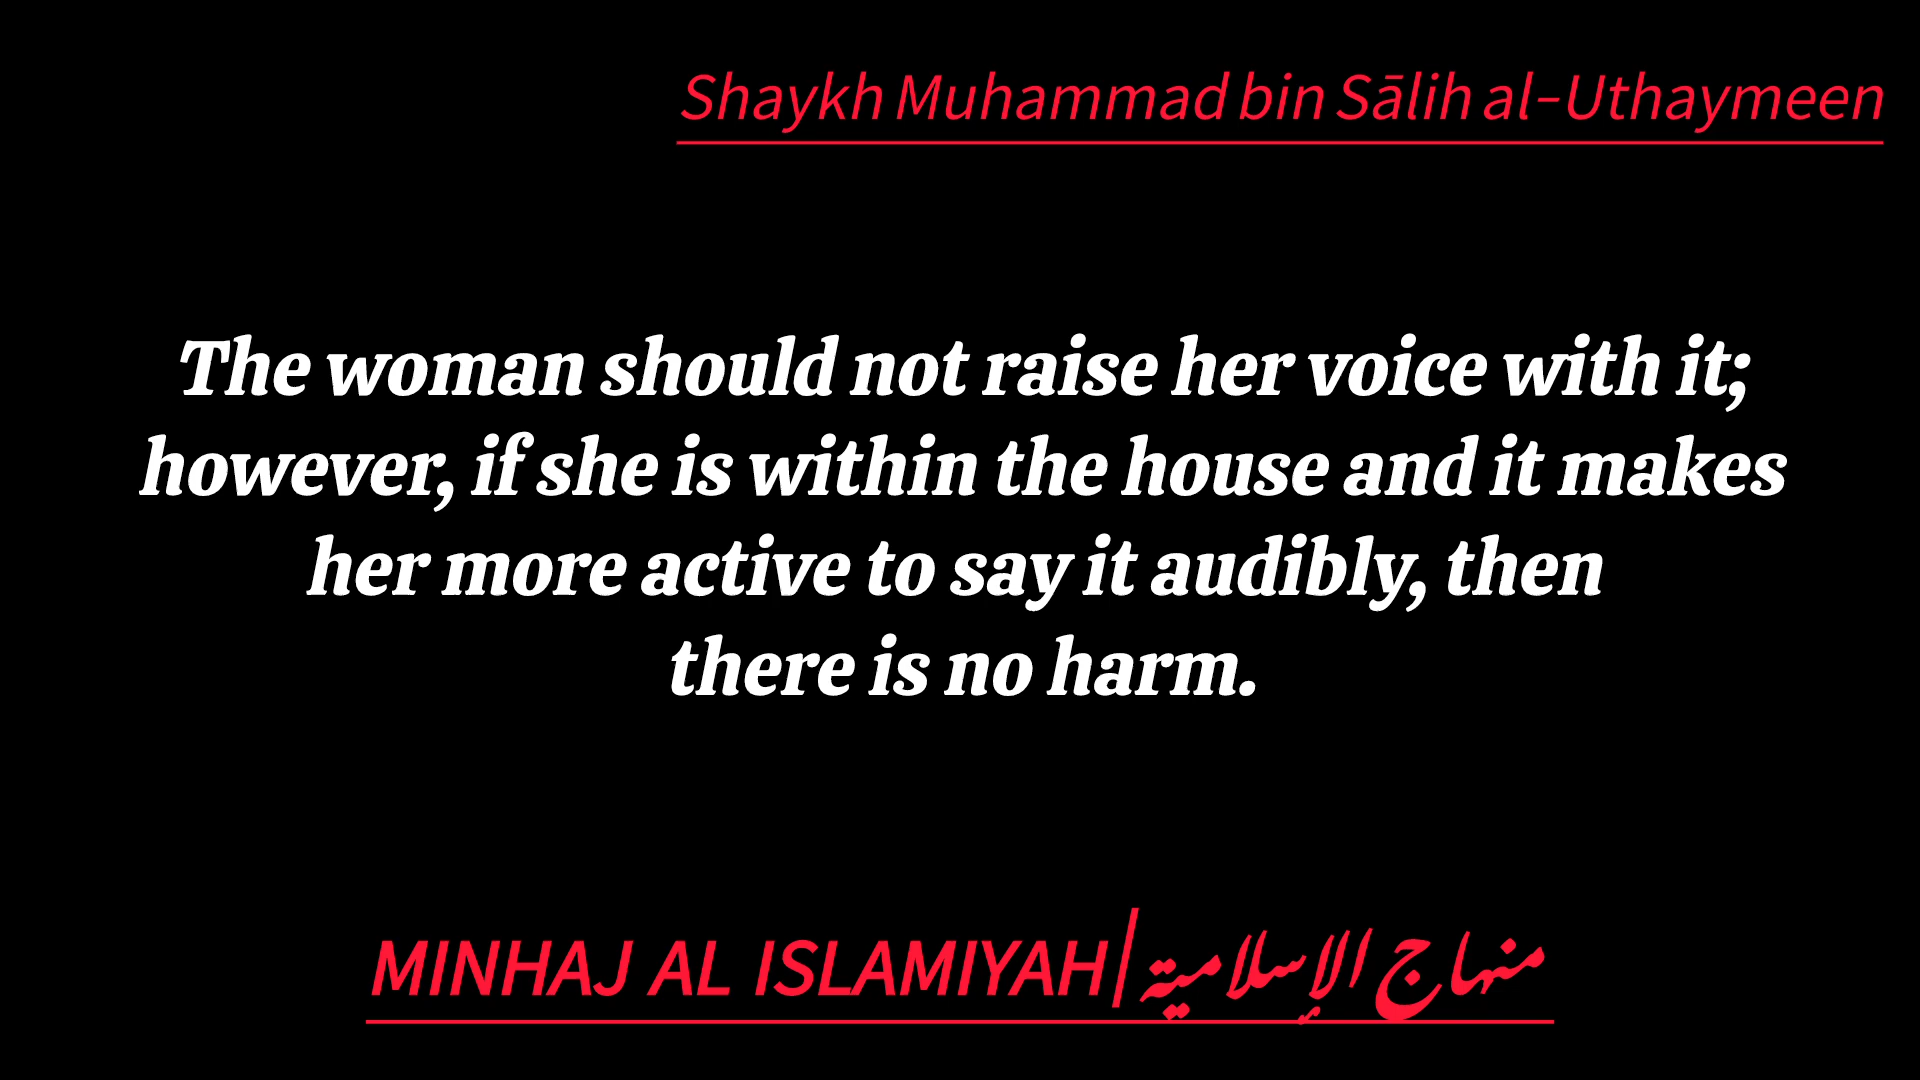 Shaykh Muhammad bin Sālih al-Uthaymeen
The woman should not raise her voice with it;
however, if she is within the house and it makes
her more active to say it audibly, then
there is no harm.
MINHAJ AL ISLAMIYAH|منهاج الإسلامية